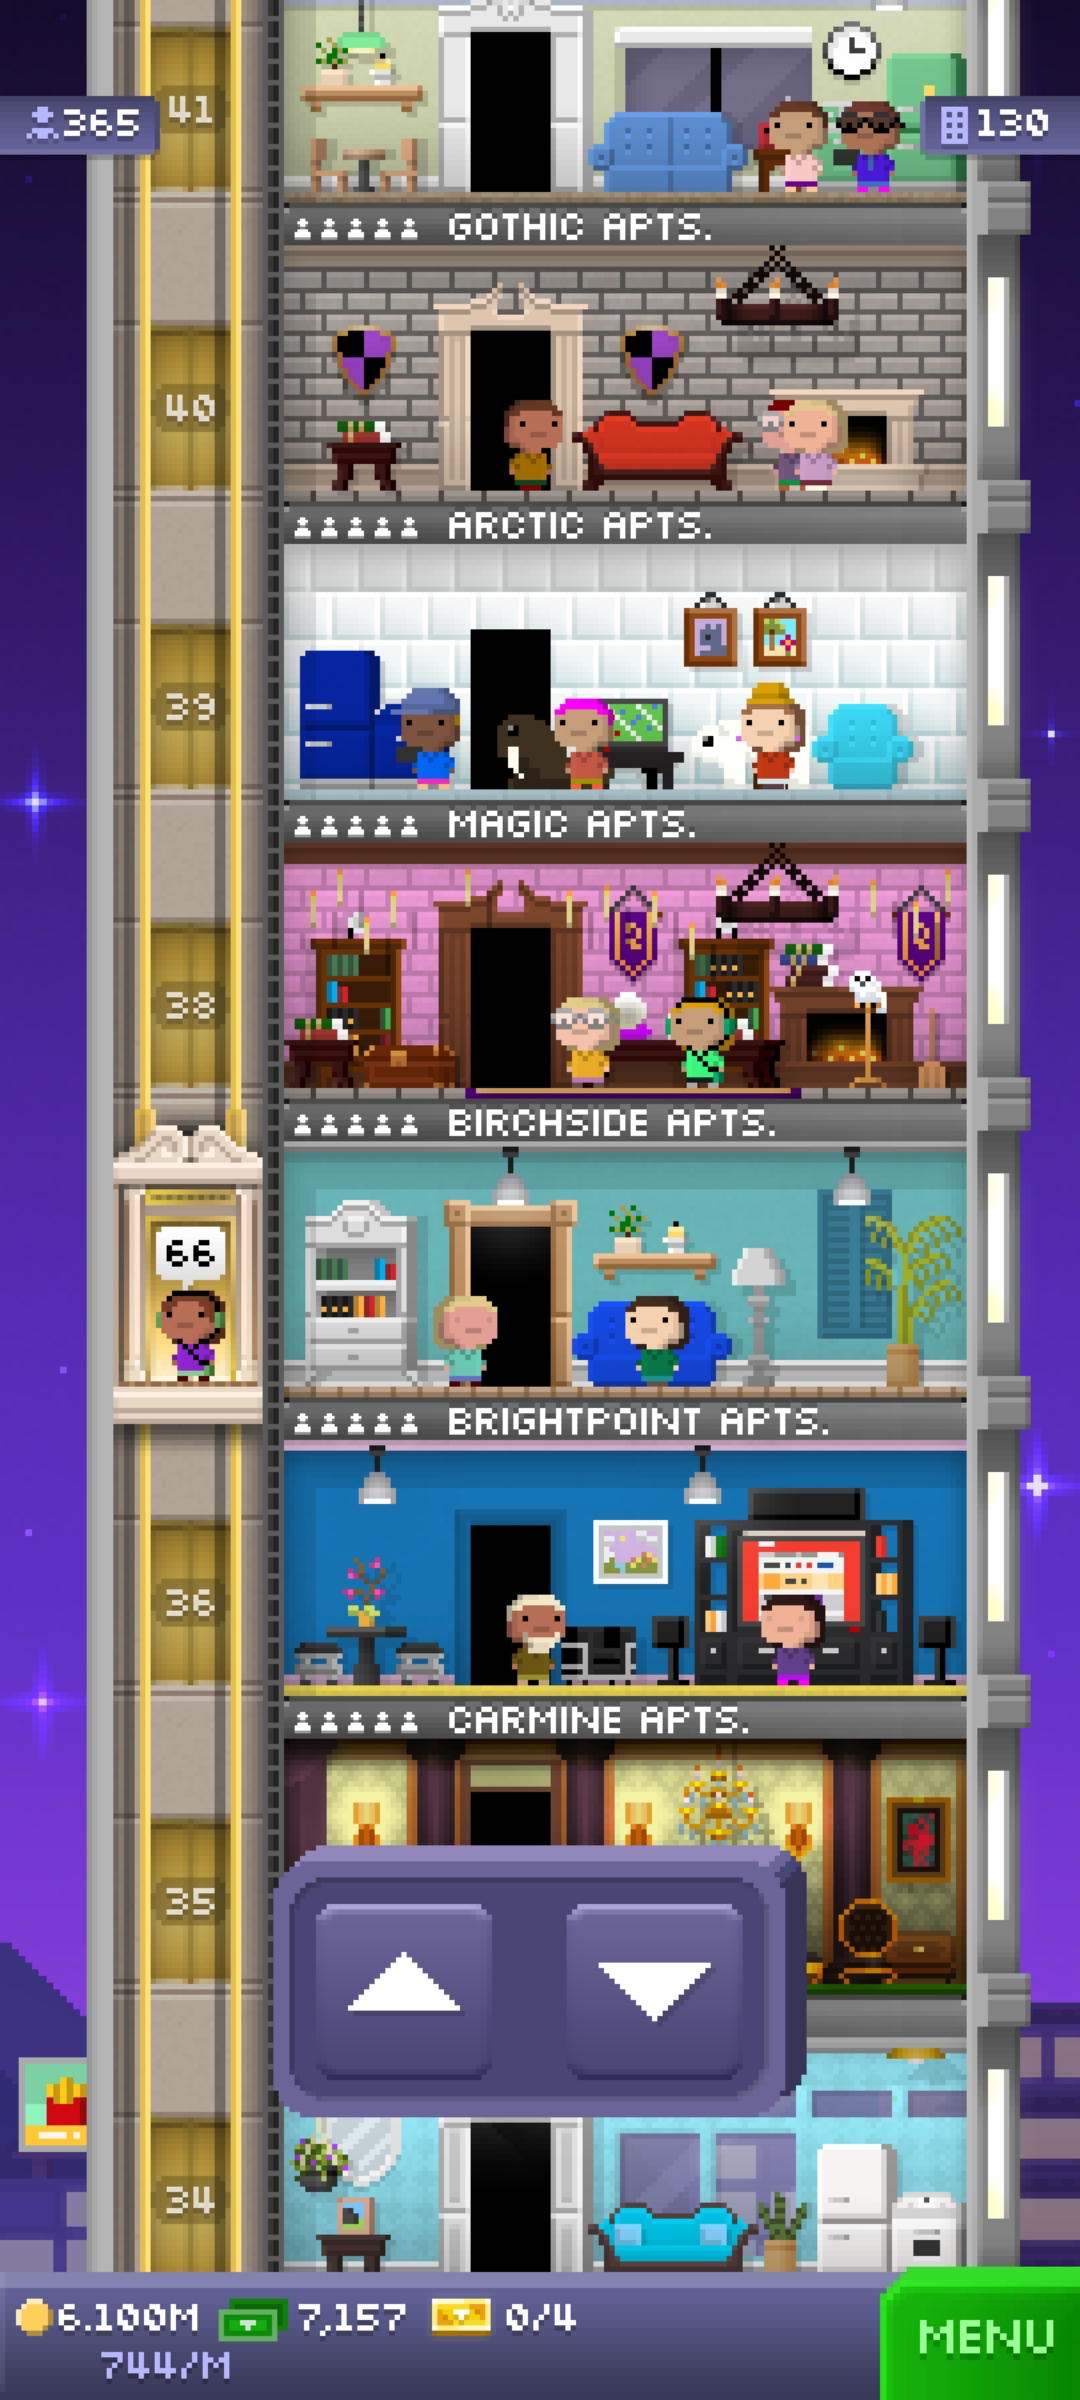 41
365
130
GOTHIC APTS.
40
ARCTIC APTS.
39
MAGIC APTS.
38
BIRCHSIDE APTS.
66
BRIGHTPOINT APTS.
36
CARMINE APTS.
35
34
6.100M 7,157 0/4
744/M
MENU